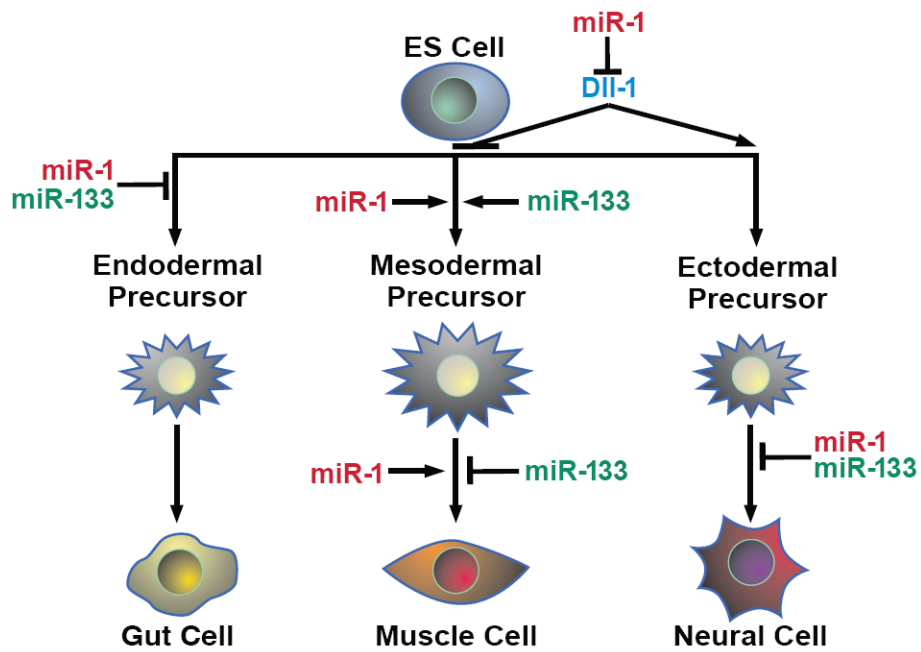 miR-1
ES Cell
Dll-1
miR-1
miR-133
miR-1
miR-133
Endodermal
Precursor
Mesodermal
Precursor
Ectodermal
Precursor
miR-1
miR-133
miR-1
miR-133
Gut Cell
Muscle Cell
Neural Cell